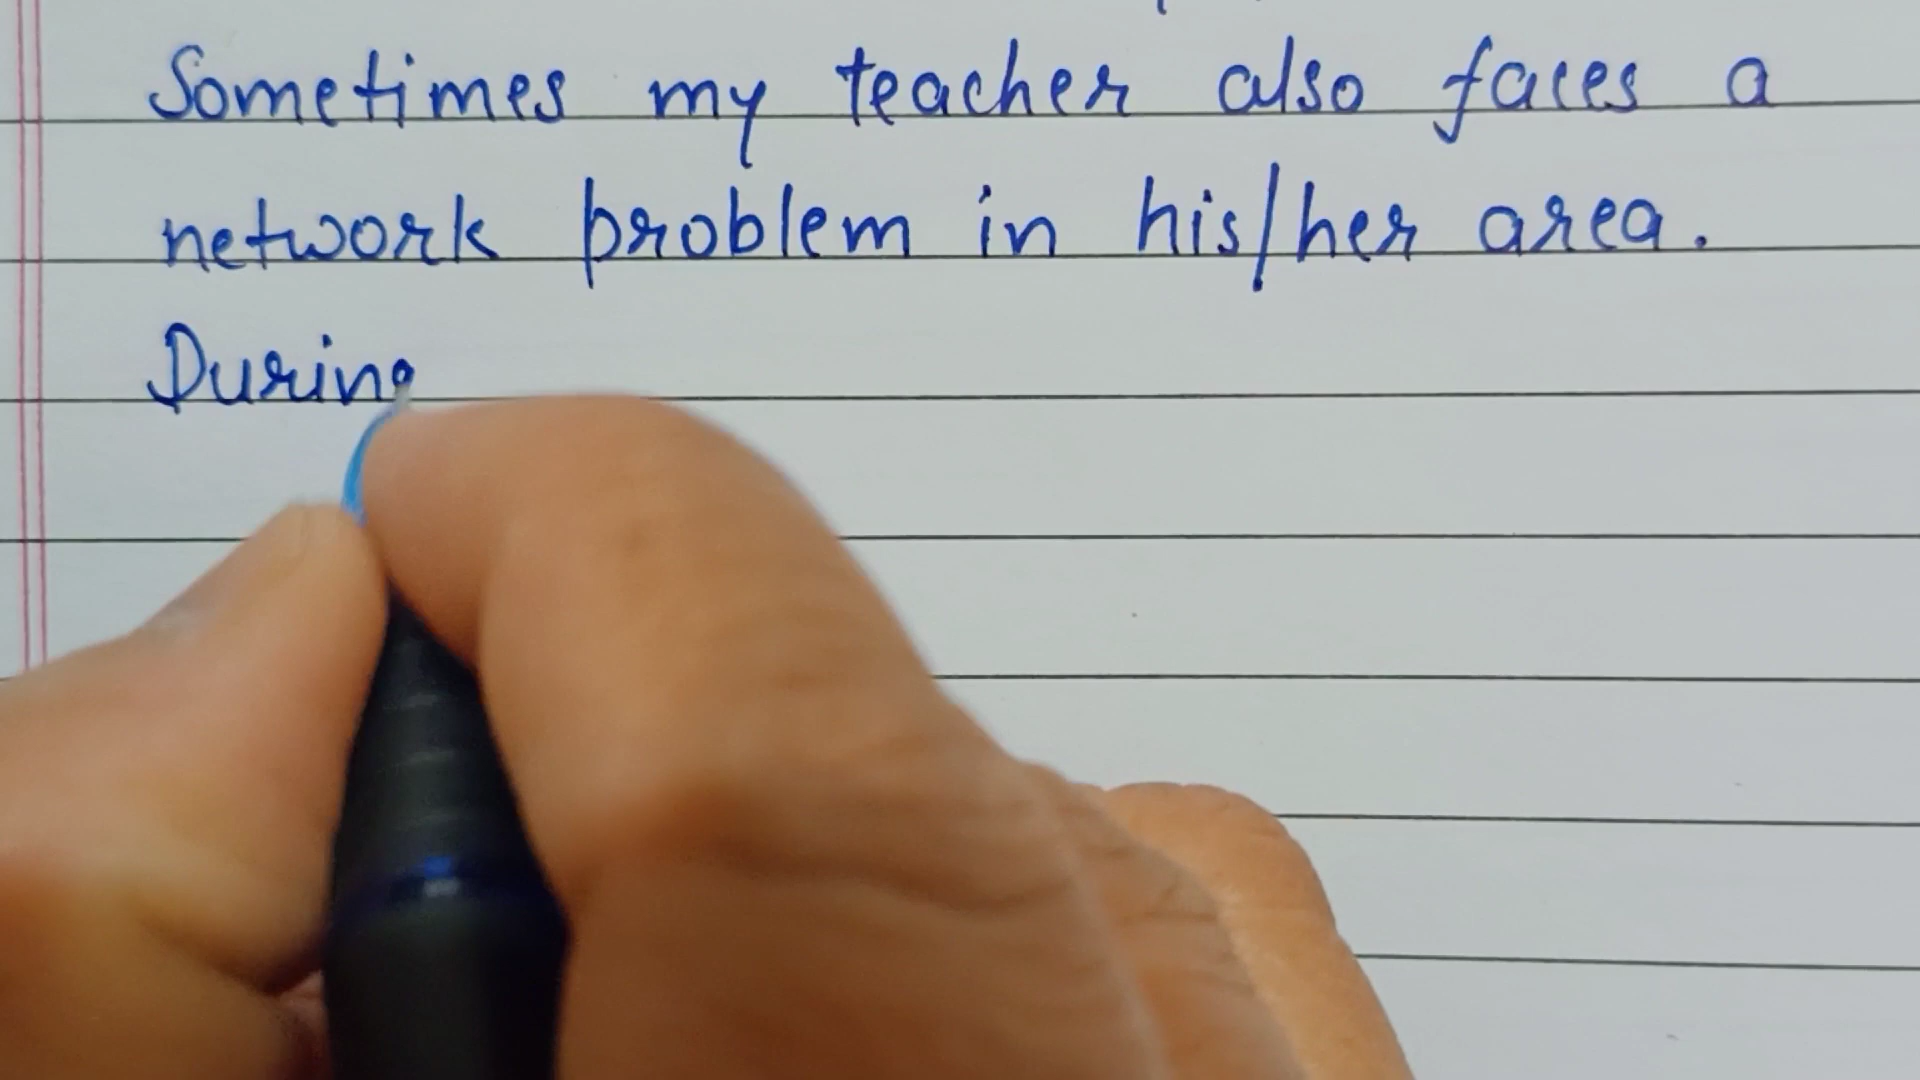 Sometimes my teacher also faces a
network problem in his/her area.
During